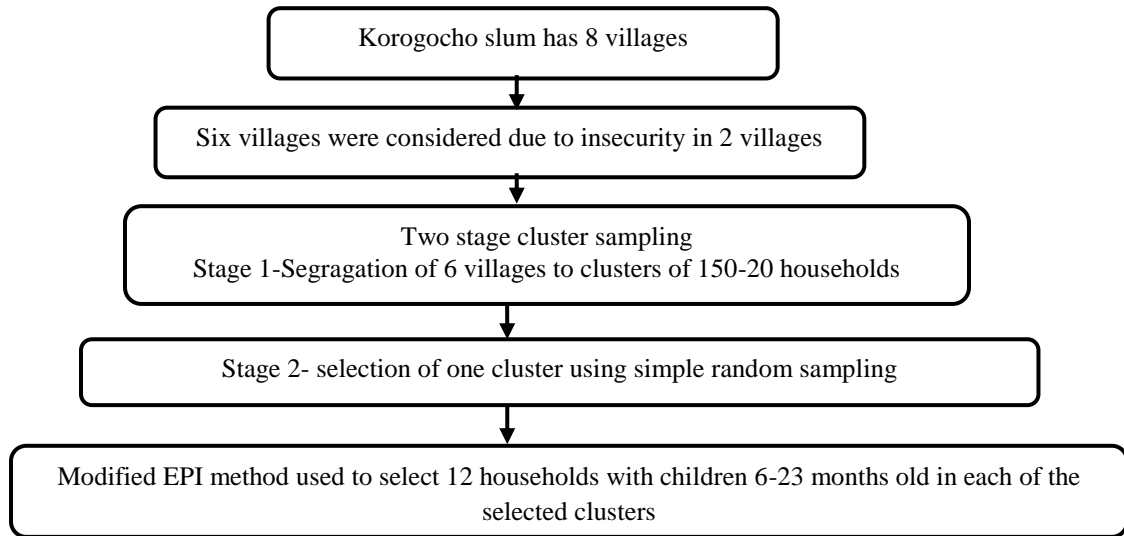 Korogocho slum has 8 villages
Six villages were considered due to insecurity in 2 villages
Two stage cluster sampling
Stage 1-Segragation of 6 villages to clusters of 150-20 households
Stage 2- selection of one cluster using simple random sampling
Modified EPI method used to select 12 households with children 6-23 months old in each of the
selected clusters